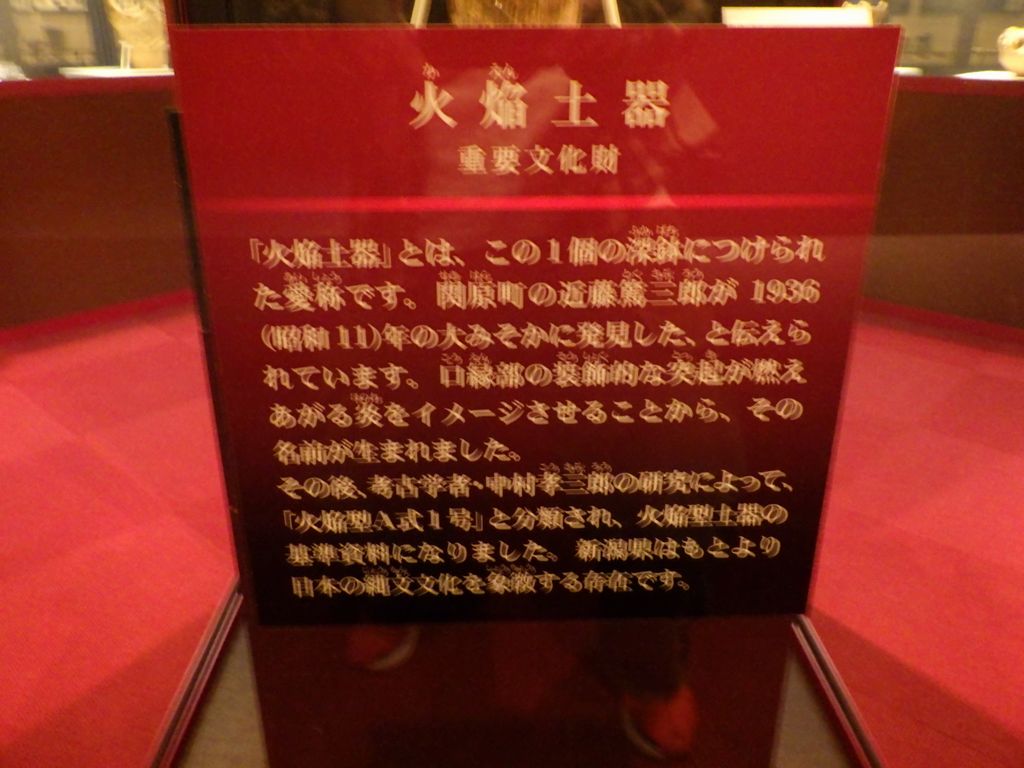 火焔土器
重要文化財
「火焔土器」とは、この1個の深鉢につけられ
た愛称です。関原町の近藤篤三郎が1936
(昭和11)年の大みそかに発見した、と伝えら
れています。口縁部の装飾的な突起が燃え
あがる炎をイメージさせることから、その
名前が生まれました。
その後、考古学者・中村孝三郎の研究によって、
「火焔型A式1号」と分類され、火焔型土器の
基準資料になりました。新潟県はもとより
日本の縄文文化を象徴する存在です。